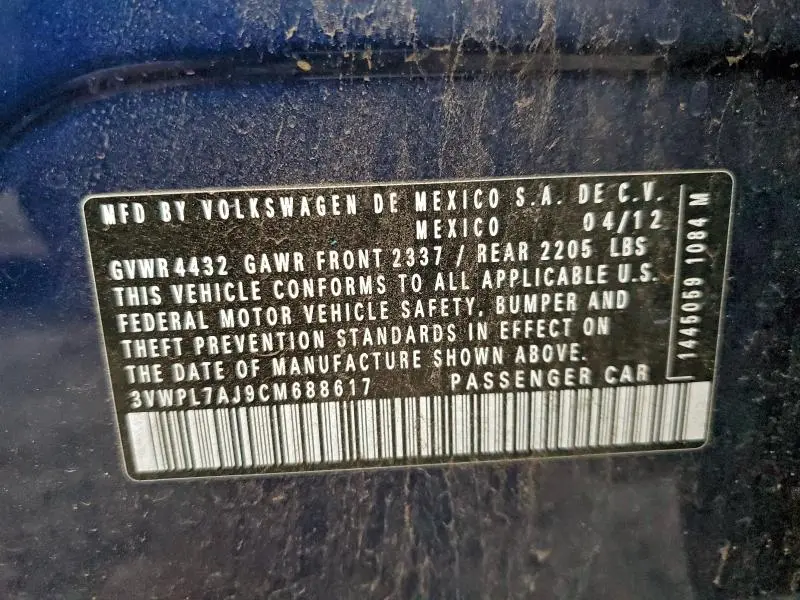 MFD BY VOLKSWAGEN DE MEXICO S.A. DE C.V.
MEXICO 04/12
GVWR 4432 GAWR FRONT 2337 / REAR 2205 LBS
THIS VEHICLE CONFORMS TO ALL APPLICABLE U.S.
FEDERAL MOTOR VEHICLE SAFETY, BUMPER AND
THEFT PREVENTION STANDARDS IN EFFECT ON
THE DATE OF MANUFACTURE SHOWN ABOVE.
3VWPL7AJ9CM688617 PASSENGER CAR
1445059 1084 M